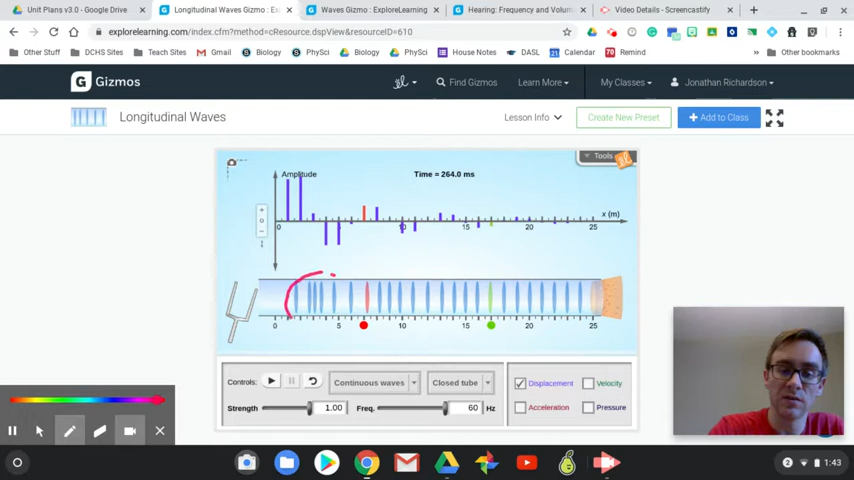 Unit Plans v3.0 - Google Drive
Longitudinal Waves Gizmo : Ex
Waves Gizmo : ExploreLearning
Hearing: Frequency and Volum
Video Details - Screencastify
explorelearning.com/index.cfm?method=cResource.dspView&resourceID=610
Other Stuff
DCHS Sites
Teach Sites
Gmail
Biology
PhySci
Biology
PhySci
House Notes
DASL
Calendar
Remind
Other bookmarks
G Gizmos
Find Gizmos
Learn More
My Classes
Jonathan Richardson
Longitudinal Waves
Lesson Info
Create New Preset
Add to Class
Tools
Amplitude
Time = 264.0 ms
x (m)
0 5 10 15 20 25
0 5 10 15 20 25
Controls:
Continuous waves
Closed tube
Strength 1.00 Freq. 60 Hz
Displacement
Velocity
Acceleration
Pressure
2
1:43